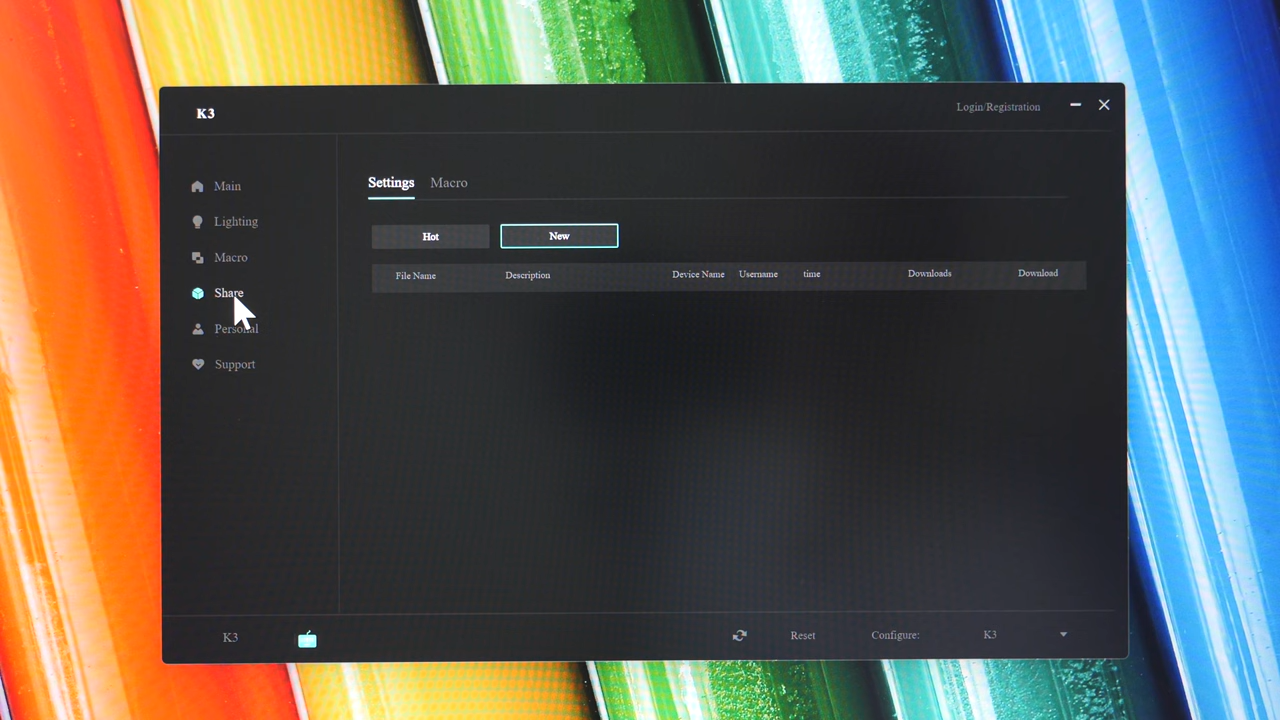 K3
Login/Registration
Main
Lighting
Macro
Share
Personal
Support
Settings Macro
Hot New
File Name Description Device Name Username time Downloads Download
K3
Reset Configure: K3